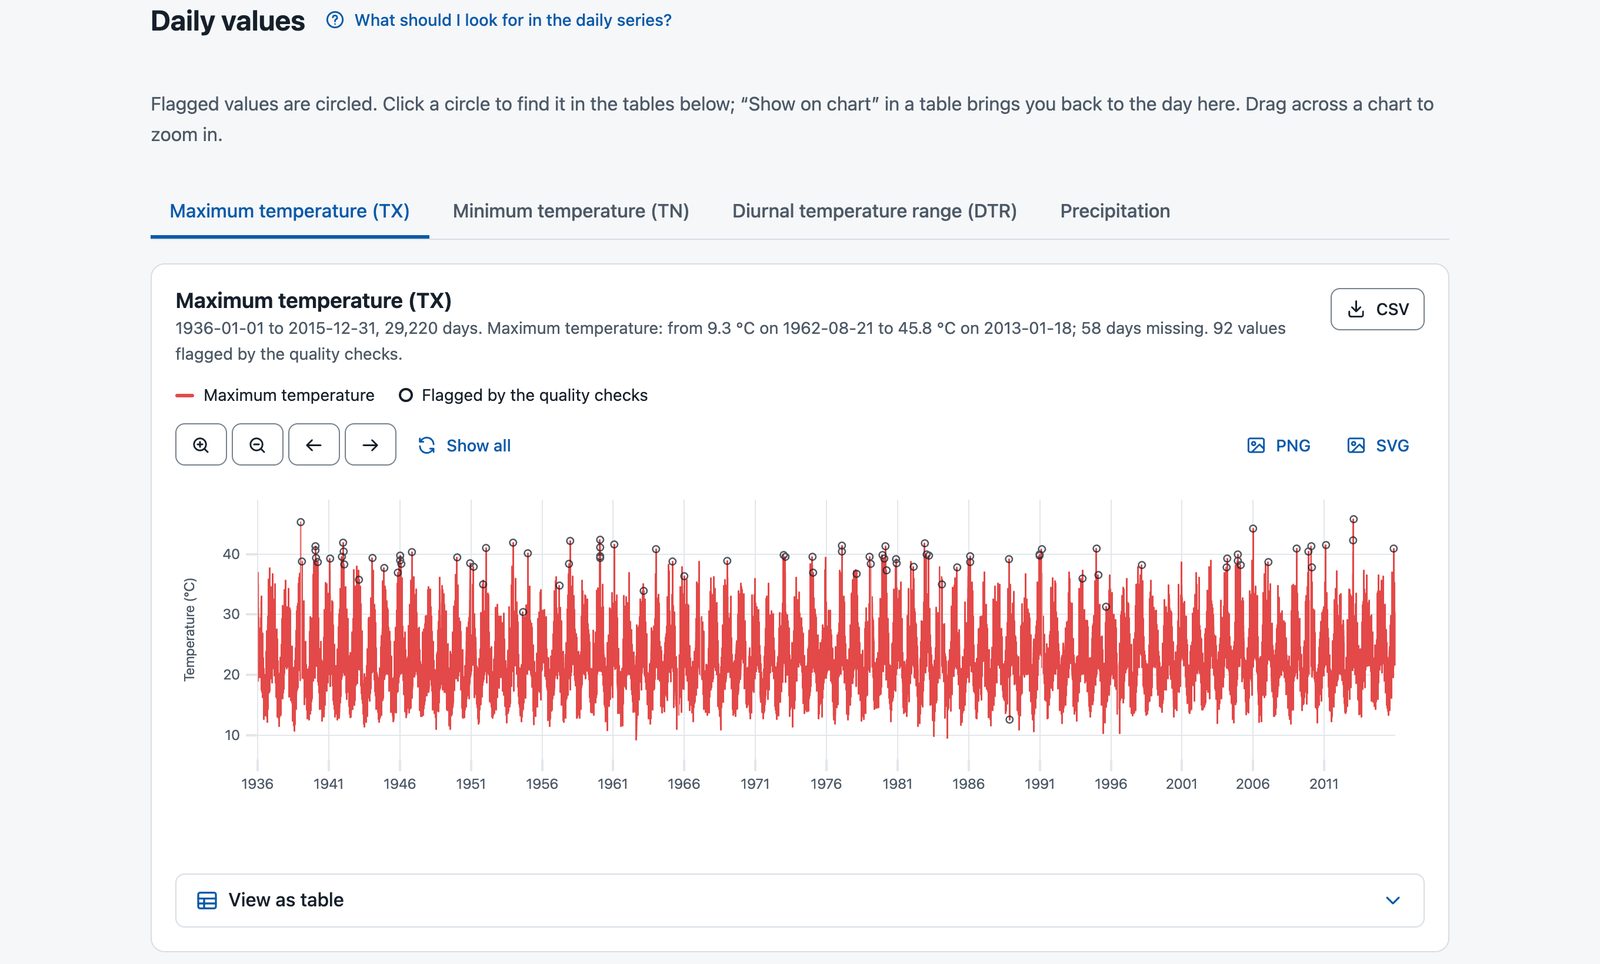 Daily values
What should I look for in the daily series?
Flagged values are circled. Click a circle to find it in the tables below; “Show on chart” in a table brings you back to the day here. Drag across a chart to
zoom in.
Maximum temperature (TX)
Minimum temperature (TN)
Diurnal temperature range (DTR)
Precipitation
Maximum temperature (TX)
CSV
1936-01-01 to 2015-12-31, 29,220 days. Maximum temperature: from 9.3 °C on 1962-08-21 to 45.8 °C on 2013-01-18; 58 days missing. 92 values
flagged by the quality checks.
Maximum temperature
Flagged by the quality checks
Show all
PNG
SVG
Temperature (°C)
40
30
20
10
1936
1941
1946
1951
1956
1961
1966
1971
1976
1981
1986
1991
1996
2001
2006
2011
View as table